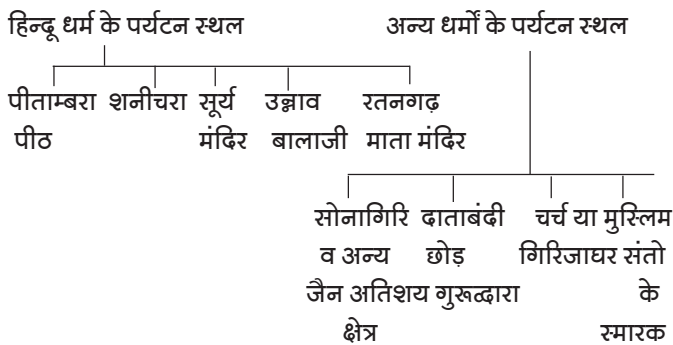 हिन्दू धर्म के पर्यटन स्थल अन्य धर्मों के पर्यटन स्थल
पीताम्बरा शनीचरा सूर्य उन्नाव रतनगढ़
पीठ मंदिर बालाजी माता मंदिर
सोनागिरि दाताबंदी चर्च या मुस्लिम
व अन्य छोड़ गिरिजाघर संतो
जैन अतिशय गुरूद्वारा के
क्षेत्र स्मारक